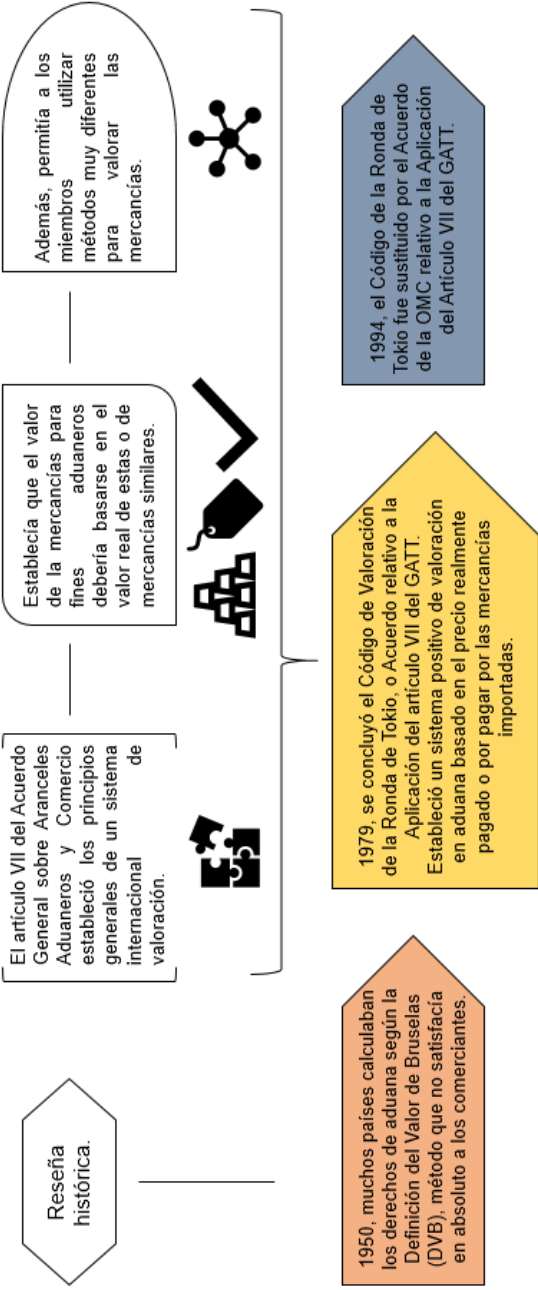 Reseña
histórica.
El artículo VII del Acuerdo
General sobre Aranceles
Aduaneros y Comercio
estableció los principios
generales de un sistema
internacional de
valoración.
Establecía que el valor
de la mercancías para
fines aduaneros
debería basarse en el
valor real de estas o de
mercancías similares.
Además, permitía a los
miembros utilizar
métodos muy diferentes
para valorar las
mercancías.
1950, muchos países calculaban
los derechos de aduana según la
Definición del Valor de Bruselas
(DVB), método que no satisfacía
en absoluto a los comerciantes.
1979, se concluyó el Código de Valoración
de la Ronda de Tokio, o Acuerdo relativo a la
Aplicación del artículo VII del GATT.
Estableció un sistema positivo de valoración
en aduana basado en el precio realmente
pagado o por pagar por las mercancías
importadas.
1994, el Código de la Ronda de
Tokio fue sustituido por el Acuerdo
de la OMC relativo a la Aplicación
del Artículo VII del GATT.